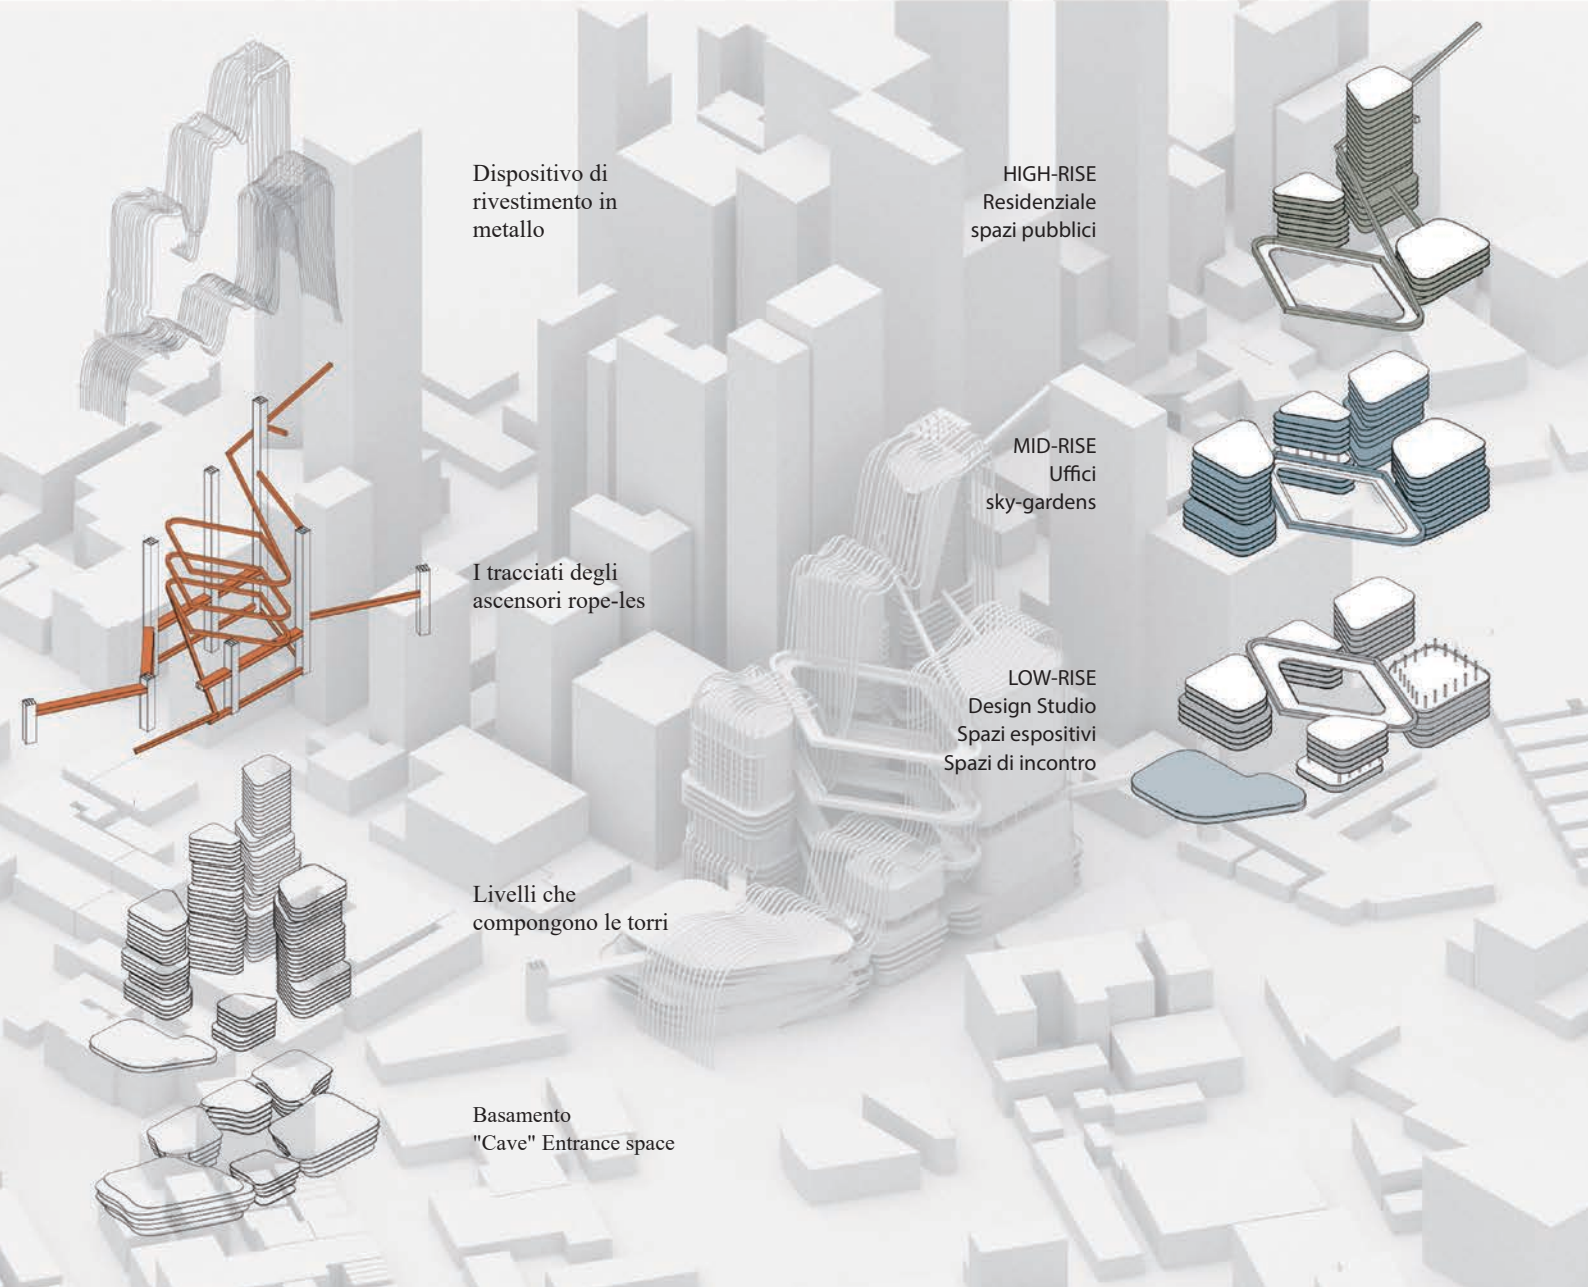 Dispositivo di
rivestimento in
metallo
I tracciati degli
ascensori rope-les
Livelli che
compongono le torri
Basamento
"Cave" Entrance space
HIGH-RISE
Residenziale
spazi pubblici
MID-RISE
Uffici
sky-gardens
LOW-RISE
Design Studio
Spazi espositivi
Spazi di incontro